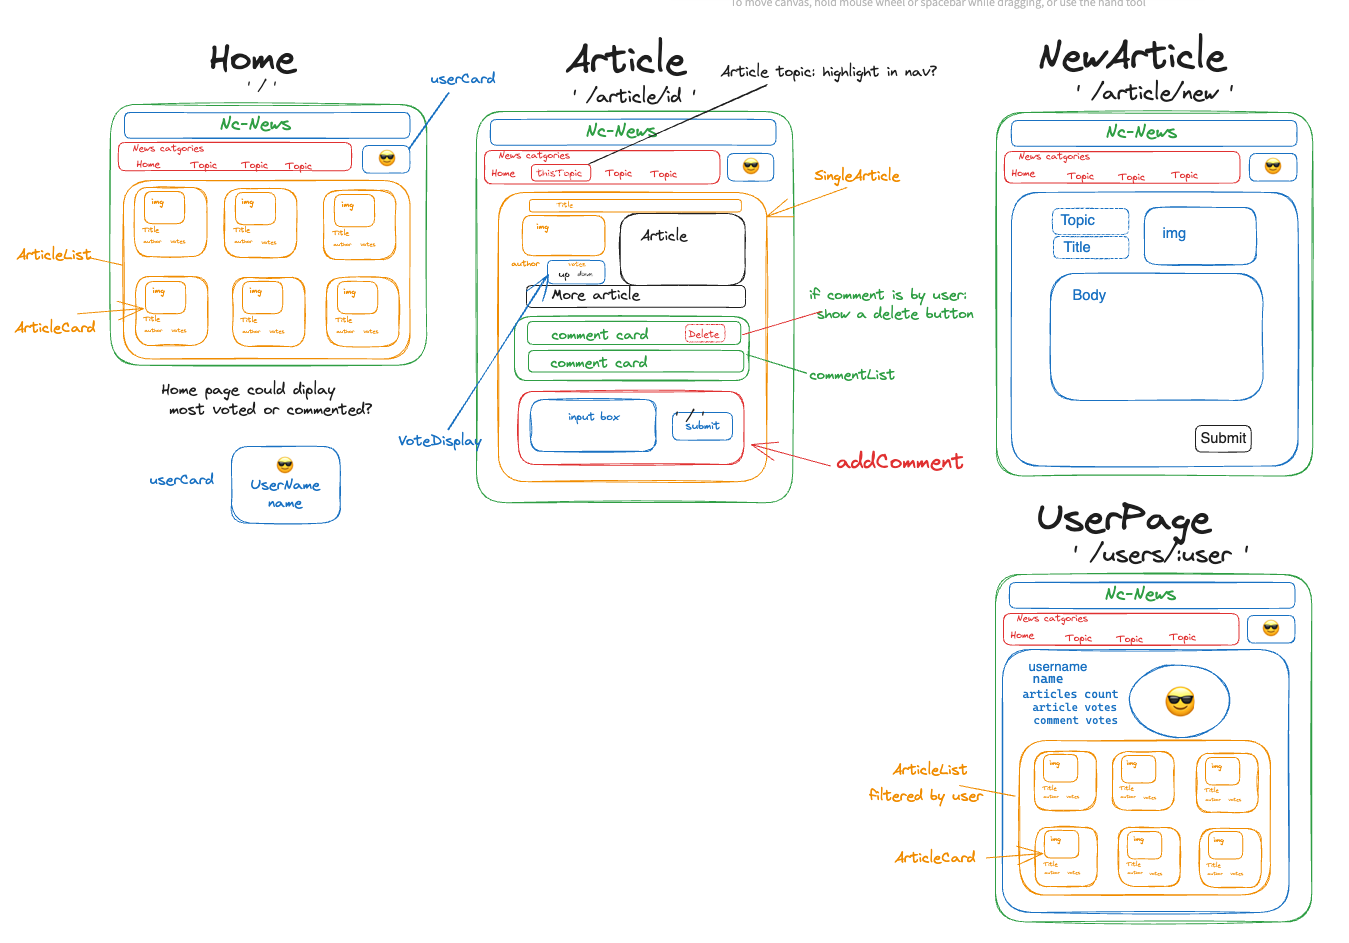 To move canvas, hold mouse wheel or spacebar while dragging, or use the hand tool
Home
' / '
userCard
Nc-News
News catgories
Home Topic Topic Topic
😎
img
Title
author votes
img
Title
author votes
img
Title
author votes
img
Title
author votes
img
Title
author votes
img
Title
author votes
ArticleList
ArticleCard
Home page could diplay
most voted or commented?
userCard
😎
UserName
name
Article
' /article/id '
Article topic: highlight in nav?
Nc-News
News catgories
Home thisTopic Topic Topic
😎
SingleArticle
Title
img
Article
author
votes
up down
More article
comment card Delete
comment card
if comment is by user:
show a delete button
commentList
input box
' / '
submit
VoteDisplay
addComment
NewArticle
' /article/new '
Nc-News
News catgories
Home Topic Topic Topic
😎
Topic
Title
img
Body
Submit
UserPage
' /users/:user '
Nc-News
News catgories
Home Topic Topic Topic
😎
username
name
articles count
article votes
comment votes
😎
ArticleList
filtered by user
ArticleCard
img
Title
author votes
img
Title
author votes
img
Title
author votes
img
Title
author votes
img
Title
author votes
img
Title
author votes